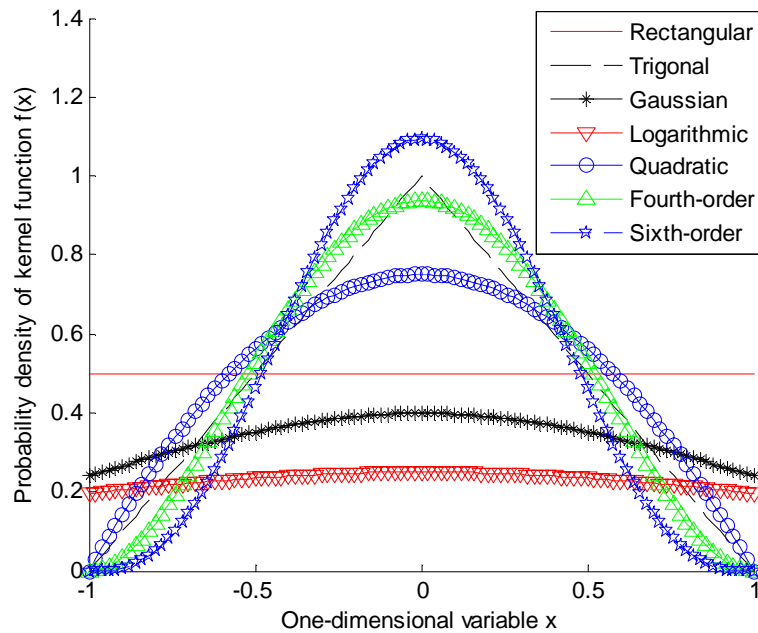 1.4
1.2
1
0.8
0.6
0.4
0.2
0
-1
-0.5
0
0.5
1
Probability density of kernel function f(x)
One-dimensional variable x
Rectangular
Trigonal
Gaussian
Logarithmic
Quadratic
Fourth-order
Sixth-order